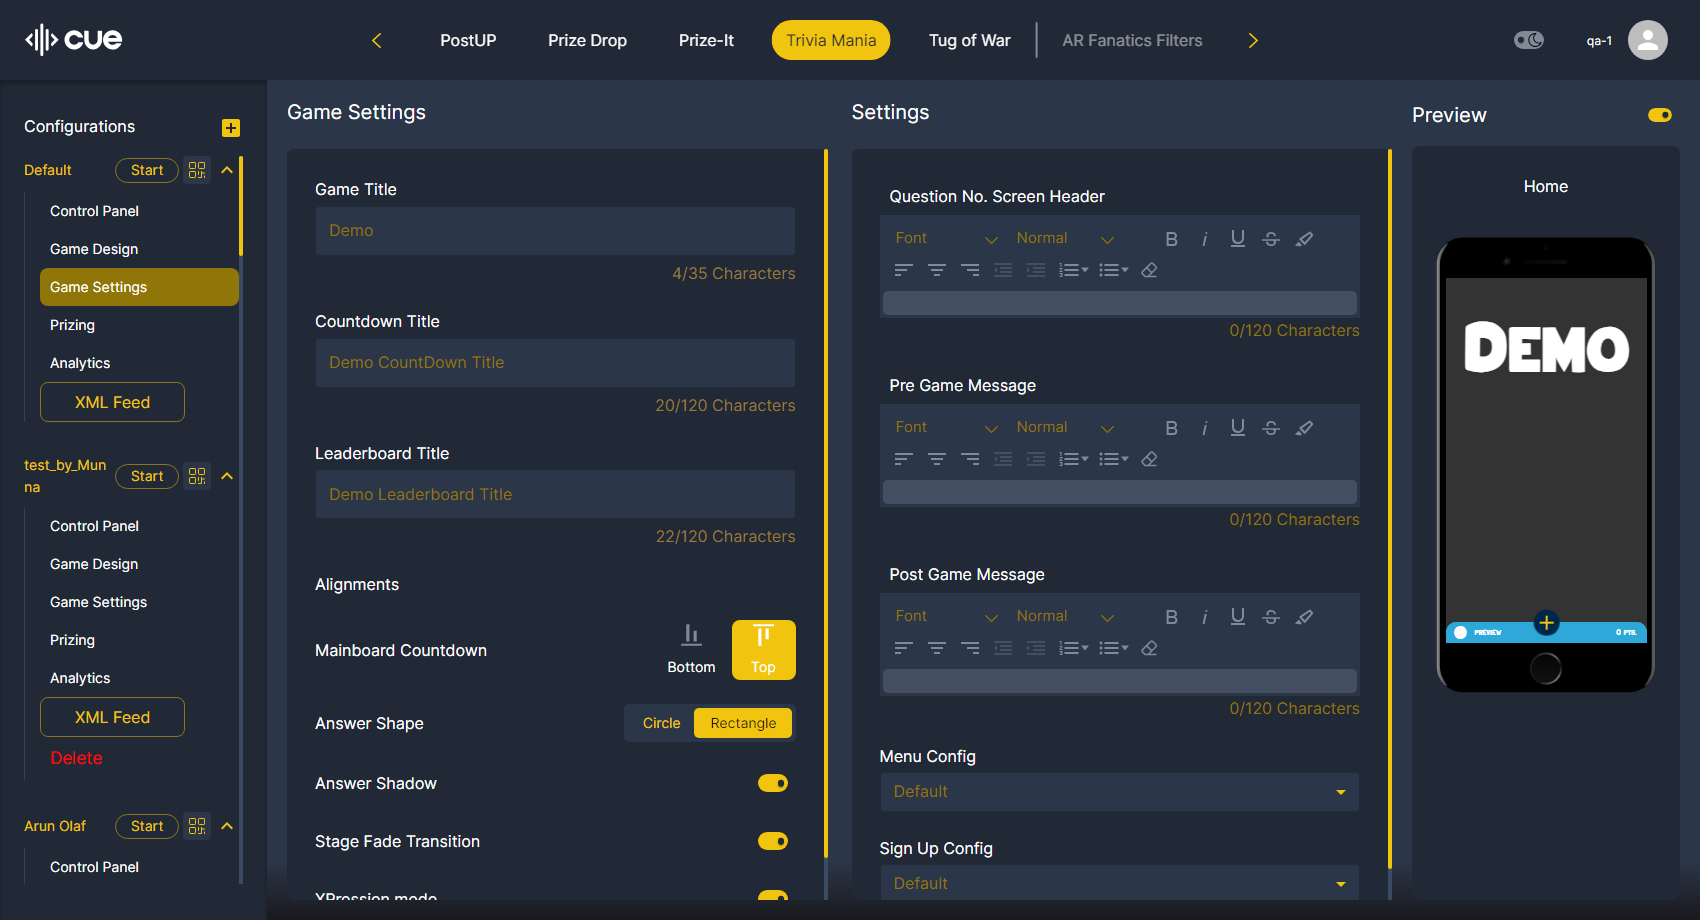 cue
PostUP
Prize Drop
Prize-It
Trivia Mania
Tug of War
AR Fanatics Filters
qa-1
Configurations
Default
Start
Control Panel
Game Design
Game Settings
Prizing
Analytics
XML Feed
test_by_Mun
na
Start
Control Panel
Game Design
Game Settings
Prizing
Analytics
XML Feed
Delete
Arun Olaf
Start
Control Panel
Game Settings
Game Title
Demo
4/35 Characters
Countdown Title
Demo CountDown Title
20/120 Characters
Leaderboard Title
Demo Leaderboard Title
22/120 Characters
Alignments
Mainboard Countdown
Bottom
Top
Answer Shape
Circle
Rectangle
Answer Shadow
Stage Fade Transition
XPression mode
Settings
Question No. Screen Header
Font
Normal
B
i
U
S
0/120 Characters
Pre Game Message
Font
Normal
B
i
U
S
0/120 Characters
Post Game Message
Font
Normal
B
i
U
S
0/120 Characters
Menu Config
Default
Sign Up Config
Default
Preview
Home
DEMO
PREVIEW
0 PTS.